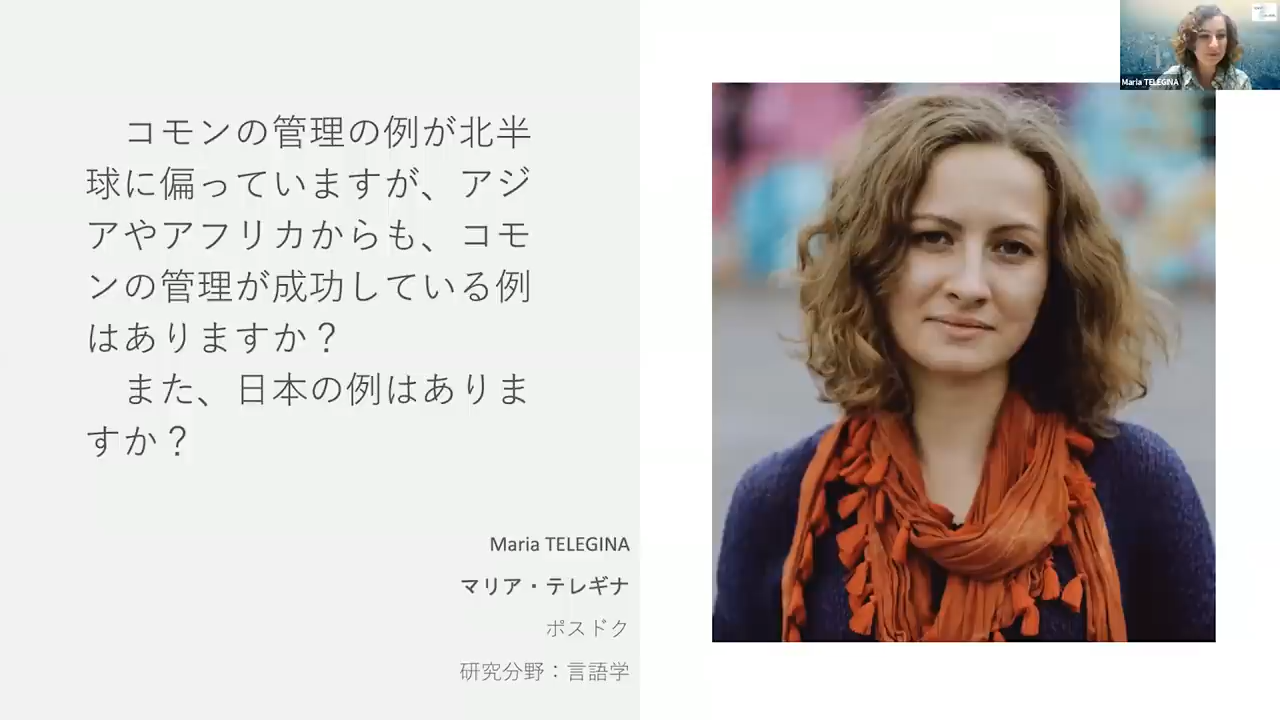 コモンの管理の例が北半
球に偏っていますが、アジ
アやアフリカからも、コモ
ンの管理が成功している例
はありますか？
また、日本の例はありま
すか？
Maria TELEGINA
マリア・テレギナ
ポスドク
研究分野：言語学
Maria TELEGINA